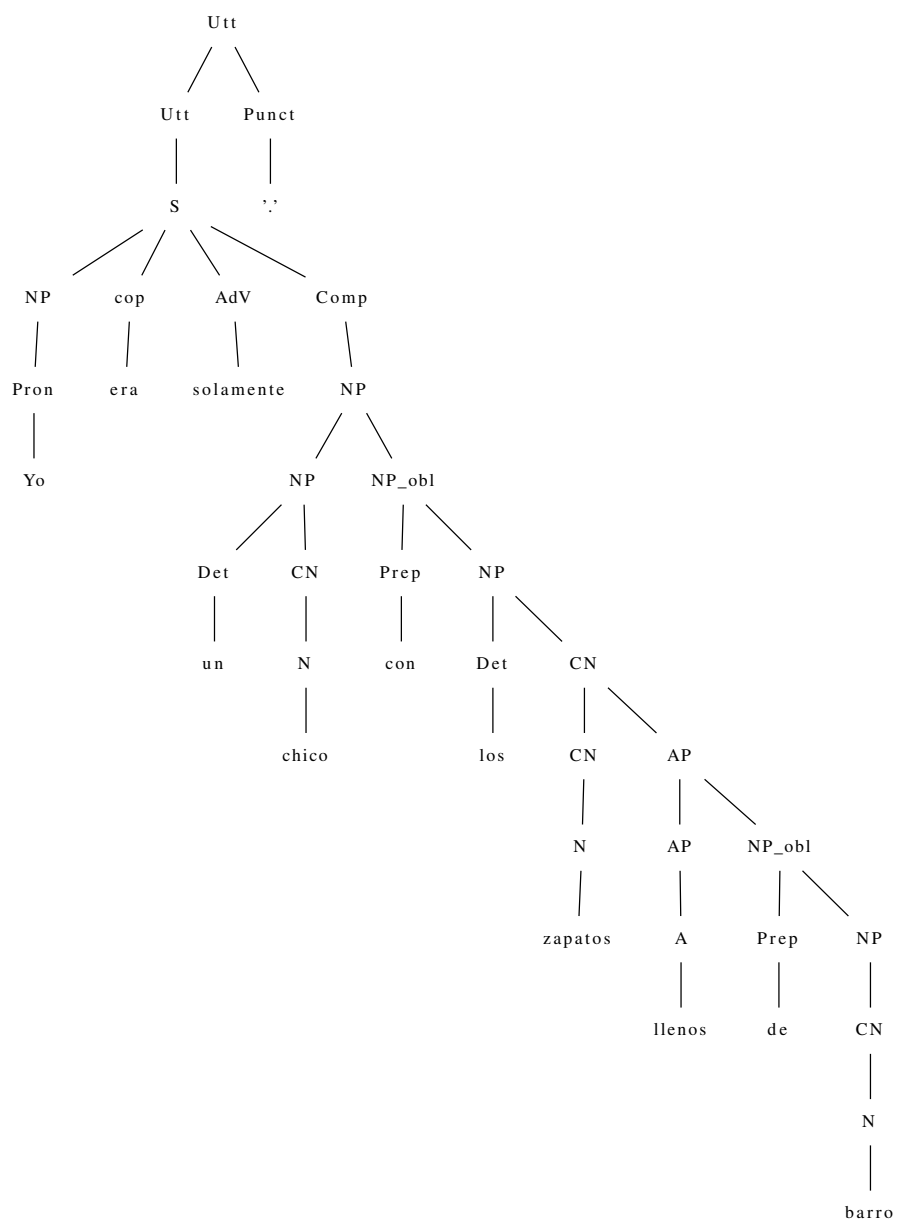 Utt
Utt Punct
S '.'
NP cop AdV Comp
Pron era solamente NP
Yo NP NP_obl
Det CN Prep NP
un N con Det CN
chico los CN AP
N AP NP_obl
zapatos A Prep NP
llenos de CN
N
barro